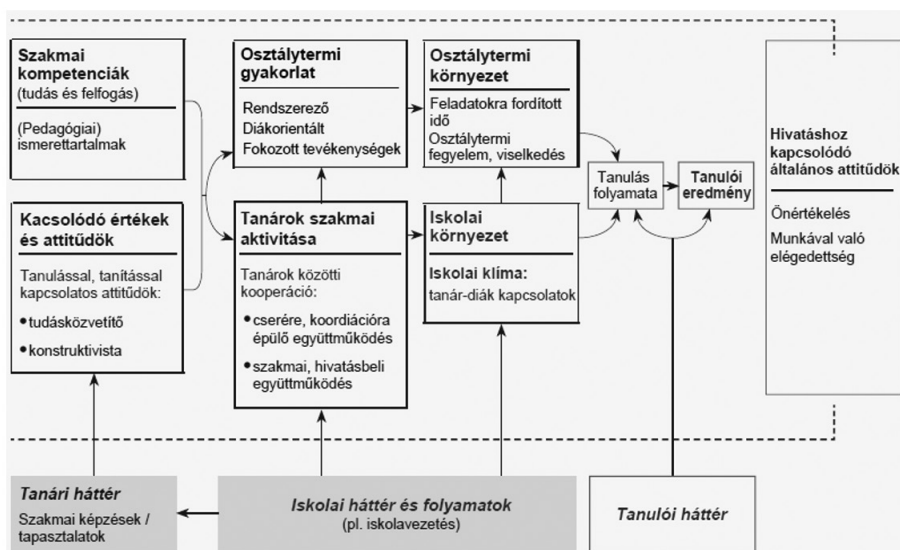 Szakmai
kompetenciák
(tudás és felfogás)
(Pedagógiai)
ismerettartalmak
Kacsolódó értékek
és attitűdök
Tanulással, tanítással
kapcsolatos attitűdök:
•tudásközvetítő
•konstruktivista
Osztálytermi
gyakorlat
Rendszerező
Diákorientált
Fokozott tevékenységek
Tanárok szakmai
aktivitása
Tanárok közötti
kooperáció:
•cserére, koordiációra
épülő együttműködés
•szakmai, hivatásbeli
együttműködés
Osztálytermi
környezet
Feladatokra fordított
idő
Osztálytermi
fegyelem, viselkedés
Iskolai
környezet
Iskolai klíma:
tanár-diák kapcsolatok
Tanulás
folyamata
Tanulói
eredmény
Hivatáshoz
kapcsolódó
általános attitűdök
Önértékelés
Munkával való
elégedettség
Tanári háttér
Szakmai képzések /
tapasztalatok
Iskolai háttér és folyamatok
(pl. iskolavezetés)
Tanulói háttér